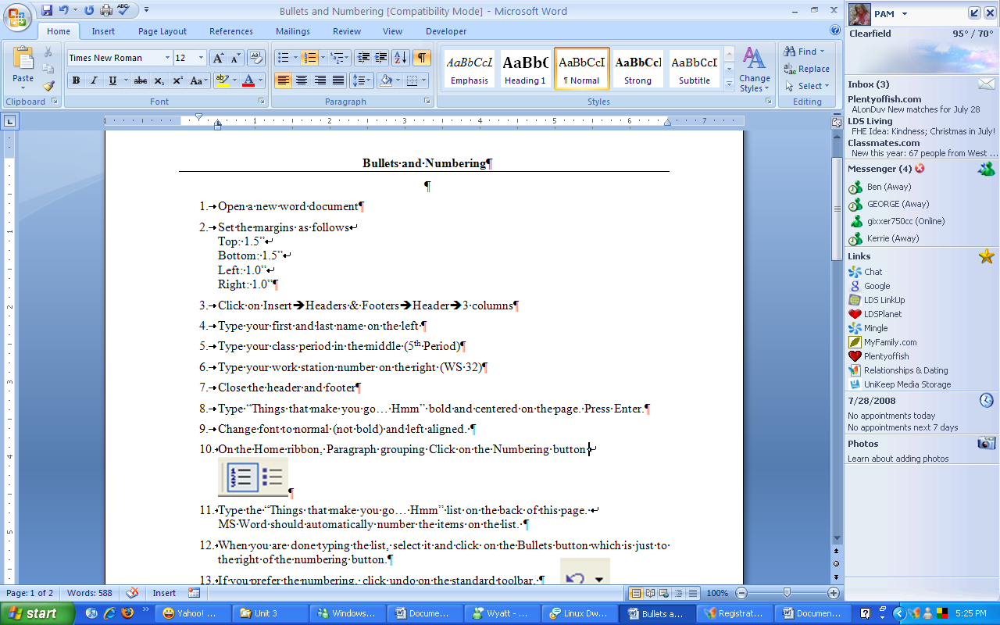 Bullets and Numbering [Compatibility Mode] - Microsoft Word
Home Insert Page Layout References Mailings Review View Developer
Paste
Clipboard
Times New Roman 12
Font
Paragraph
AaBbCcI AaBbC AaBbCcI AaBbCcI AaBbCcI
Emphasis Heading 1 ¶ Normal Strong Subtitle
Change Styles
Styles
Find
Replace
Select
Editing
Bullets·and·Numbering¶
¶
1.→Open·a·new·word·document¶
2.→Set·the·margins·as·follows↵
Top:·1.5”↵
Bottom:·1.5”↵
Left:·1.0”↵
Right:·1.0”¶
3.→Click·on·Insert➔Headers·&·Footers➔Header➔3·columns¶
4.→Type·your·first·and·last·name·on·the·left·¶
5.→Type·your·class·period·in·the·middle·(5th·Period)¶
6.→Type·your·work·station·number·on·the·right·(WS·32)¶
7.→Close·the·header·and·footer¶
8.→Type·“Things·that·make·you·go…·Hmm”·bold·and·centered·on·the·page.·Press·Enter.¶
9.→Change·font·to·normal·(not·bold)·and·left·aligned.·¶
10.→On·the·Home·ribbon,·Paragraph·grouping·Click·on·the·Numbering·button·↵
¶
11.→Type·the·“Things·that·make·you·go…·Hmm”·list·on·the·back·of·this·page.·↵
MS·Word·should·automatically·number·the·items·on·the·list.·¶
12.→When·you·are·done·typing·the·list,·select·it·and·click·on·the·Bullets·button·which·is·just·to·
the·right·of·the·numbering·button.¶
13.→If·you·prefer·the·numbering,·click·undo·on·the·standard·toolbar.·¶
Page: 1 of 2 Words: 588 Insert 100%
PAM
Clearfield 95° / 70°
Inbox (3)
Plentyoffish.com
ALonDuv New matches for July 28
LDS Living
FHE Idea: Kindness; Christmas in July!
Classmates.com
New this year: 67 people from West ...
Messenger (4)
Ben (Away)
GEORGE (Away)
gixxer750cc (Online)
Kerrie (Away)
Links
Chat
Google
LDS LinkUp
LDSPlanet
Mingle
MyFamily.com
Plentyoffish
Relationships & Dating
UniKeep Media Storage
7/28/2008
No appointments today
No appointments next 7 days
Photos
Learn about adding photos
start Yahoo! ... Unit 3 Windows... Docume... Wyatt - ... Linux Dw... Bullets a... Registrat... Documen... 5:25 PM